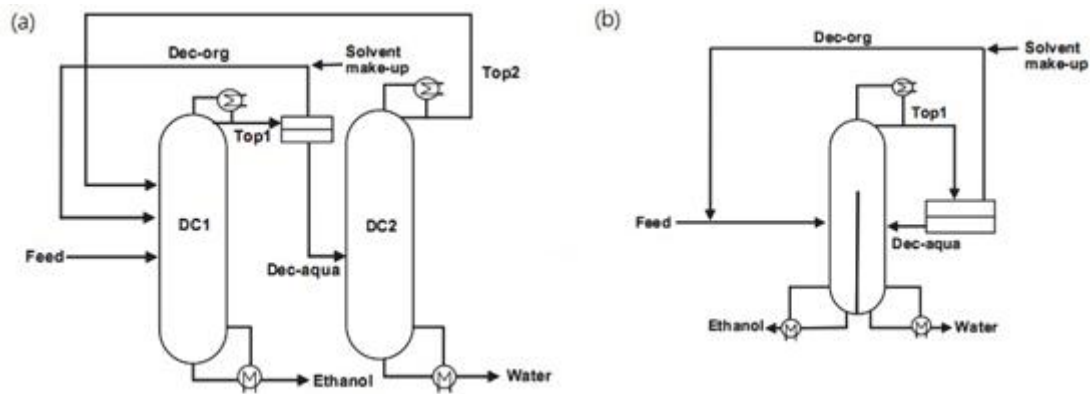 (a)
Dec-org
Solvent
make-up
Top2
Top1
DC1
DC2
Feed
Dec-aqua
M
Ethanol
M
Water
(b)
Dec-org
Solvent
make-up
Top1
Feed
Dec-aqua
Ethanol
M
M
Water